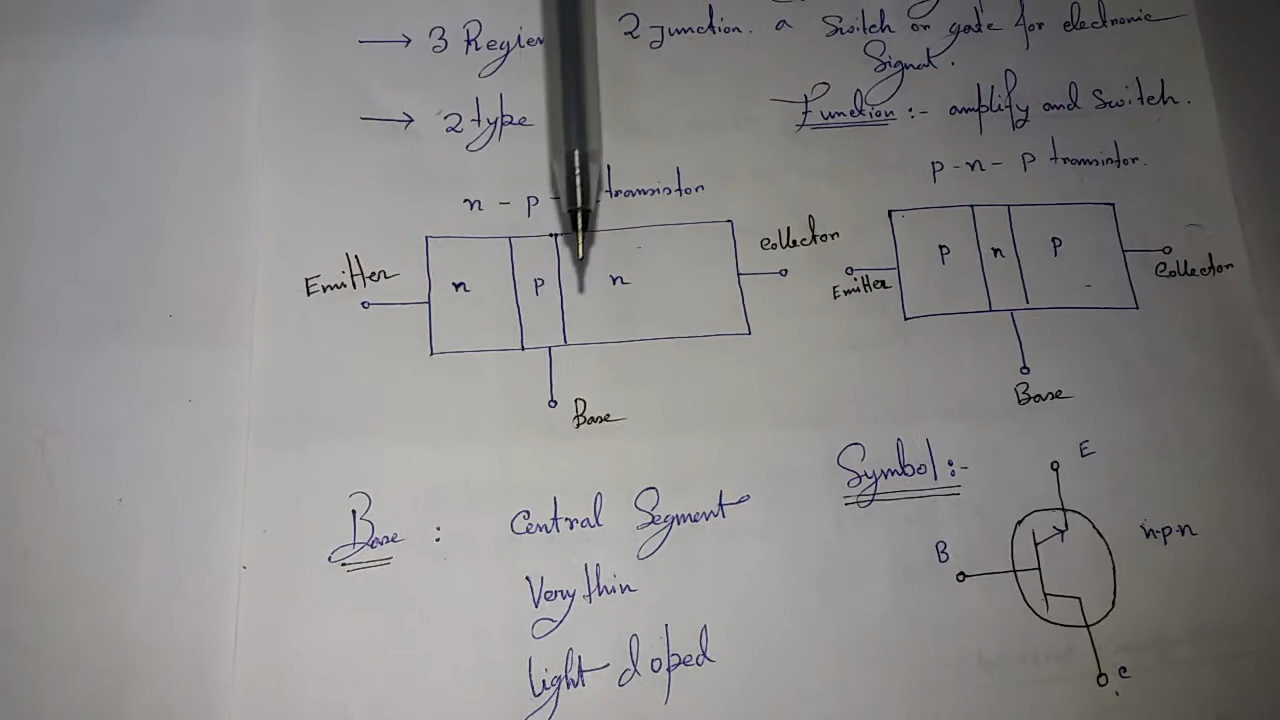 → 3 Region 2 Junction. a Switch or gate for electronic
Signal.
→ 2 type
Function :- amplify and Switch.
n - p - transistor
p - n - p transistor.
Emitter
n
p
n
Collector
Base
Emitter
p
n
p
Collector
Base
Base : Central Segment
Very thin
light doped
Symbol :-
E
B
n-p-n
c